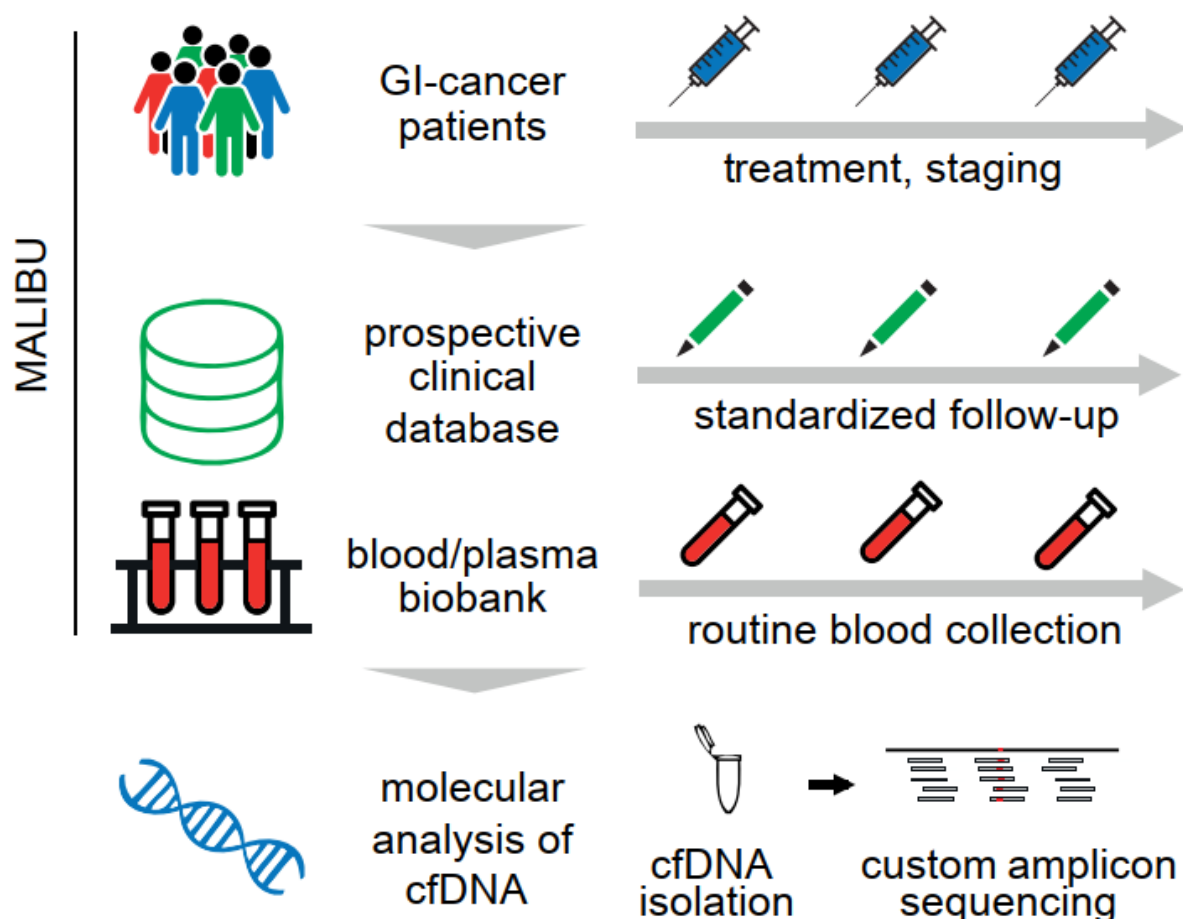 MALIBU
GI-cancer
patients
treatment, staging
prospective
clinical
database
standardized follow-up
blood/plasma
biobank
routine blood collection
molecular
analysis of
cfDNA
cfDNA
isolation
custom amplicon
sequencing